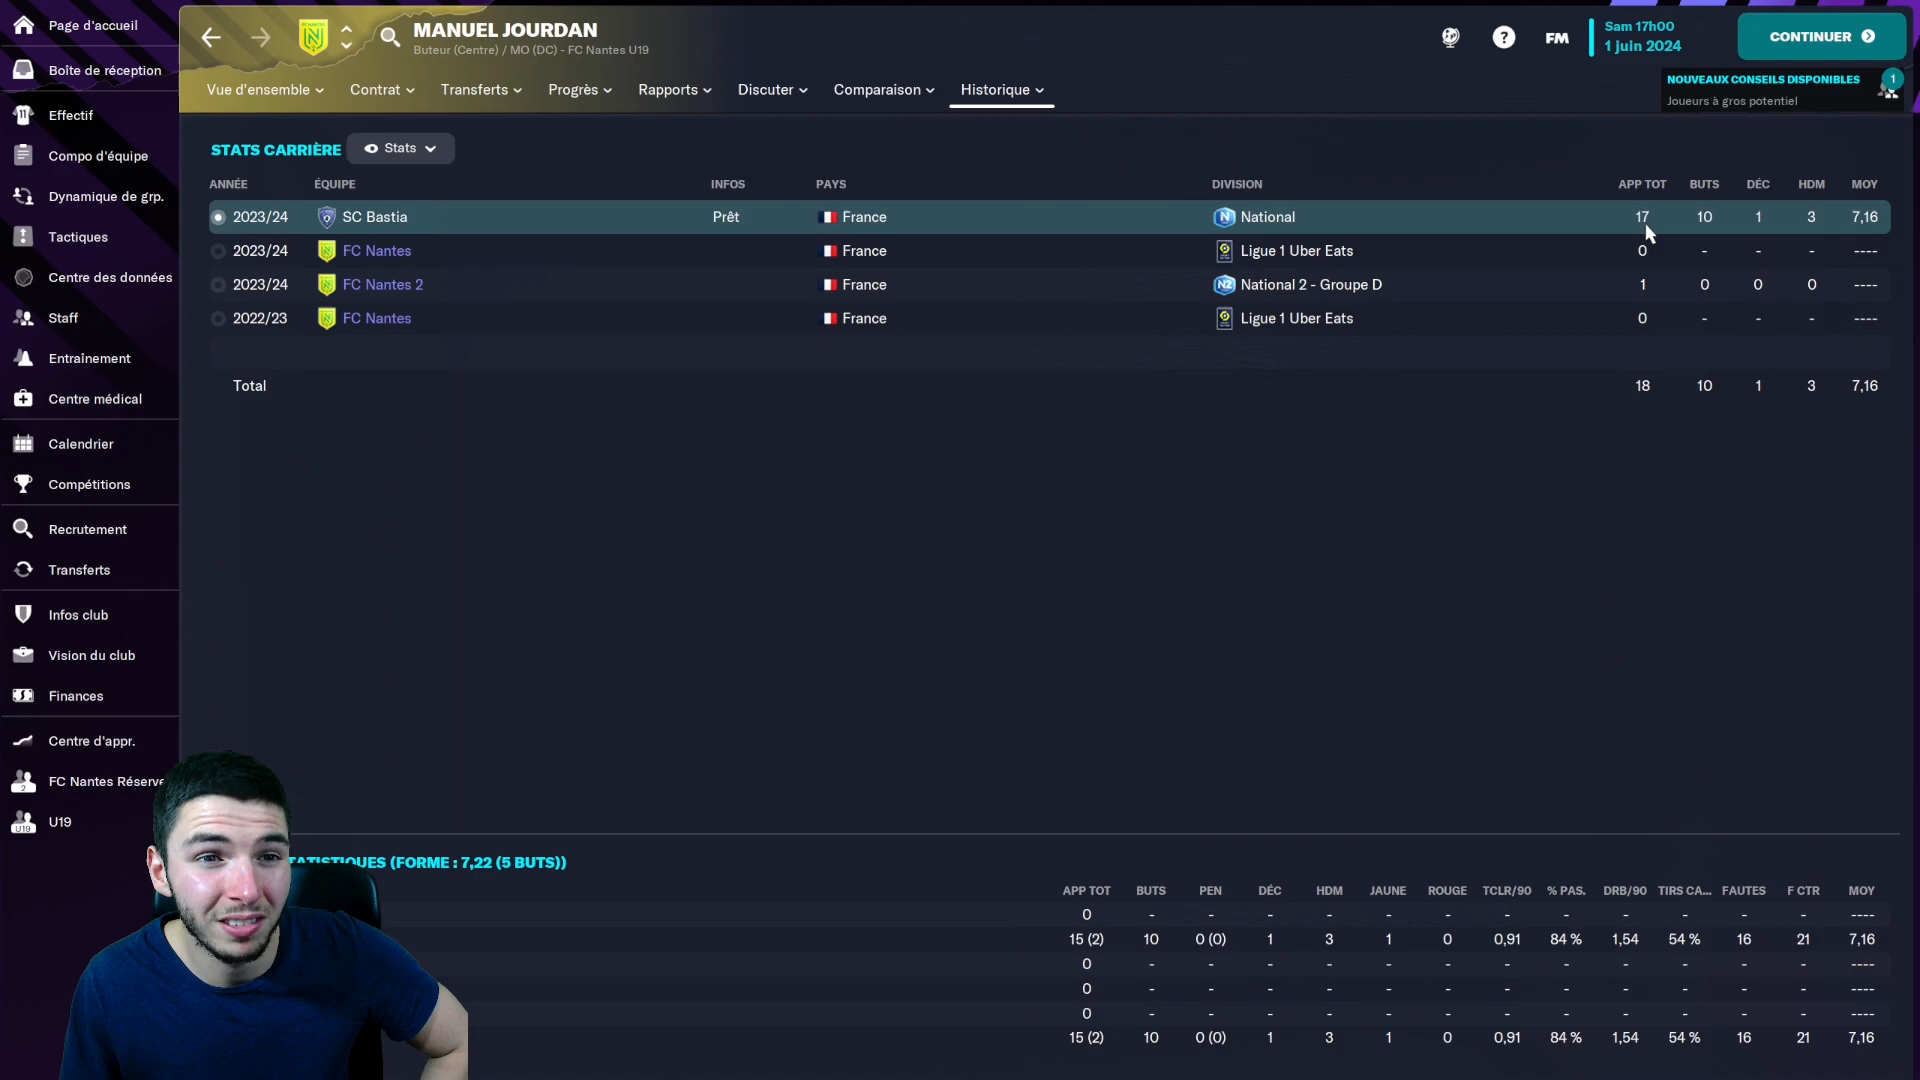 Page d'accueil
Boîte de réception
Effectif
Compo d'équipe
Dynamique de grp.
Tactiques
Centre des données
Staff
Entraînement
Centre médical
Calendrier
Compétitions
Recrutement
Transferts
Infos club
Vision du club
Finances
Centre d'appr.
FC Nantes Réserve
U19
MANUEL JOURDAN
Buteur (Centre) / MO (DC) - FC Nantes U19
FM
Sam 17h00
1 juin 2024
CONTINUER
Vue d'ensemble Contrat Transferts Progrès Rapports Discuter Comparaison Historique
NOUVEAUX CONSEILS DISPONIBLES 1
Joueurs à gros potentiel
STATS CARRIÈRE Stats
ANNÉE ÉQUIPE INFOS PAYS DIVISION APP TOT BUTS DÉC HDM MOY
2023/24 SC Bastia Prêt France National 17 10 1 3 7,16
2023/24 FC Nantes France Ligue 1 Uber Eats 0 - - - ----
2023/24 FC Nantes 2 France National 2 - Groupe D 1 0 0 0 ----
2022/23 FC Nantes France Ligue 1 Uber Eats 0 - - - ----
Total 18 10 1 3 7,16
TATISTIQUES (FORME : 7,22 (5 BUTS))
APP TOT BUTS PEN DÉC HDM JAUNE ROUGE TCLR/90 % PAS. DRB/90 TIRS CA... FAUTES F CTR MOY
0 - - - - - - - - - - - - ----
15 (2) 10 0 (0) 1 3 1 0 0,91 84 % 1,54 54 % 16 21 7,16
0 - - - - - - - - - - - - ----
0 - - - - - - - - - - - - ----
0 - - - - - - - - - - - - ----
15 (2) 10 0 (0) 1 3 1 0 0,91 84 % 1,54 54 % 16 21 7,16